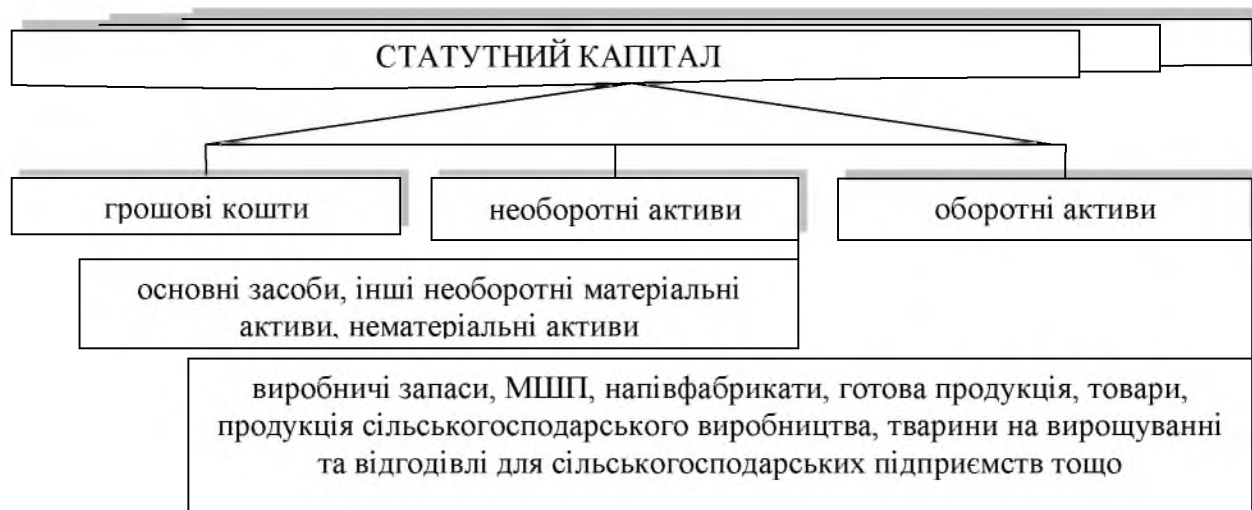 СТАТУТНИЙ КАПІТАЛ
грошові кошти
необоротні активи
оборотні активи
основні засоби, інші необоротні матеріальні
активи, нематеріальні активи
виробничі запаси, МШП, напівфабрикати, готова продукція, товари,
продукція сільськогосподарського виробництва, тварини на вирощуванні
та відгодівлі для сільськогосподарських підприємств тощо